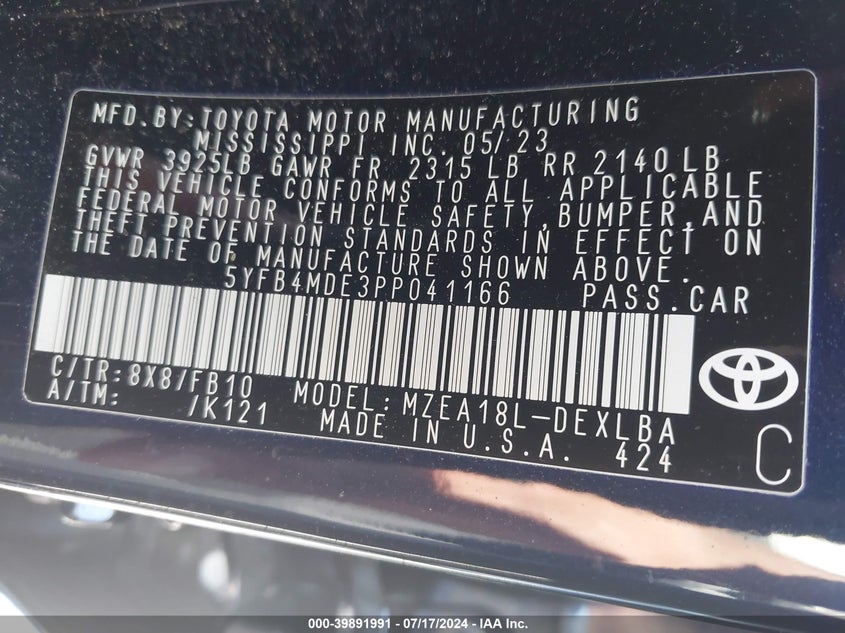 MFD.BY:TOYOTA MOTOR MANUFACTURING
MISSISSIPPI INC. 05/23
GVWR 3925LB GAWR FR 2315 LB RR 2140 LB
THIS VEHICLE CONFORMS TO ALL APPLICABLE
FEDERAL MOTOR VEHICLE SAFETY,BUMPER,AND
THEFT PREVENTION STANDARDS IN EFFECT ON
THE DATE OF MANUFACTURE SHOWN ABOVE.
5YFB4MDE3PP041166 PASS.CAR
C/TR:8X8/FB10 MODEL:MZEA18L-DEXLBA
A/TM: /K121 MADE IN U.S.A. 424
C
000-39891991 / 07/17/2024 - IAA Inc.